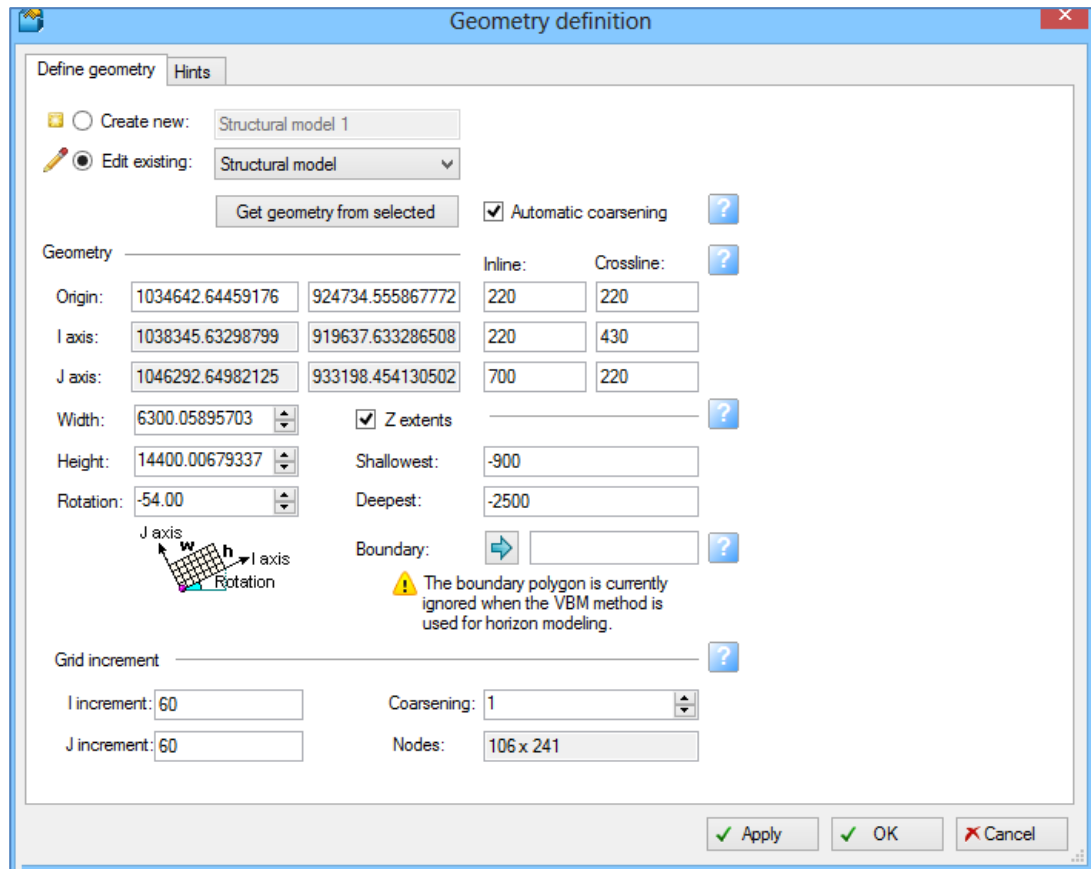 Geometry definition
Define geometry Hints
Create new: Structural model 1
Edit existing: Structural model
Get geometry from selected Automatic coarsening ?
Geometry Inline: Crossline: ?
Origin: 1034642.64459176 924734.555867772 220 220
I axis: 1038345.63298799 919637.633286508 220 430
J axis: 1046292.64982125 933198.454130502 700 220
Width: 6300.05895703 Z extents ?
Height: 14400.00679337 Shallowest: -900
Rotation: -54.00 Deepest: -2500
J axis
w h I axis
Rotation
Boundary: ?
The boundary polygon is currently
ignored when the VBM method is
used for horizon modeling.
Grid increment ?
I increment: 60 Coarsening: 1
J increment: 60 Nodes: 106 x 241
Apply OK Cancel